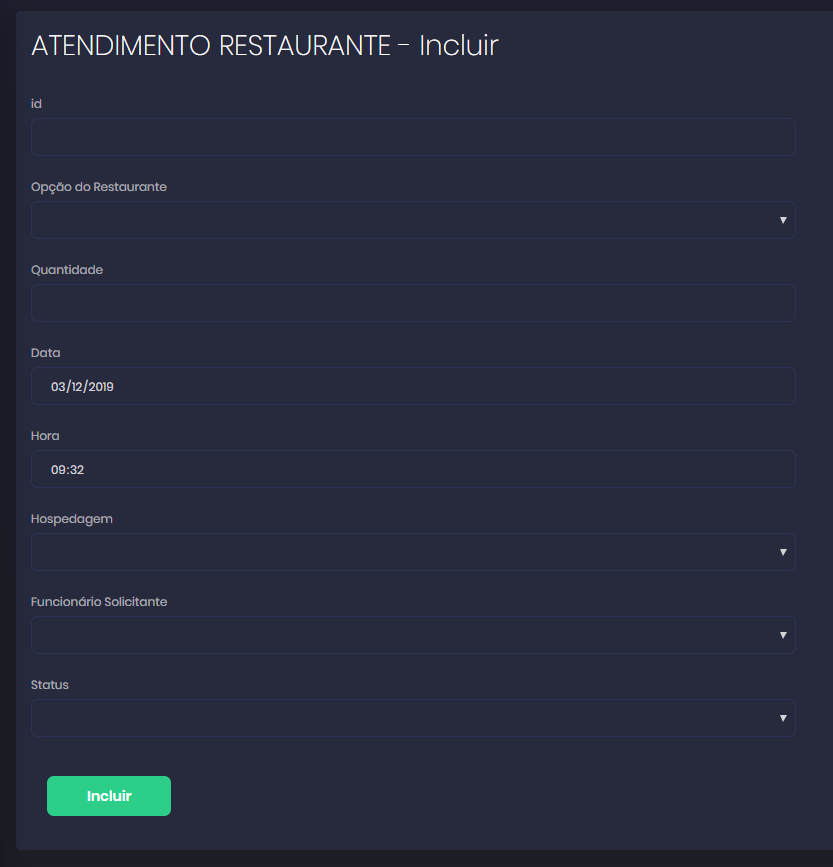 ATENDIMENTO RESTAURANTE - Incluir
id
Opção do Restaurante
Quantidade
Data
03/12/2019
Hora
09:32
Hospedagem
Funcionário Solicitante
Status
Incluir